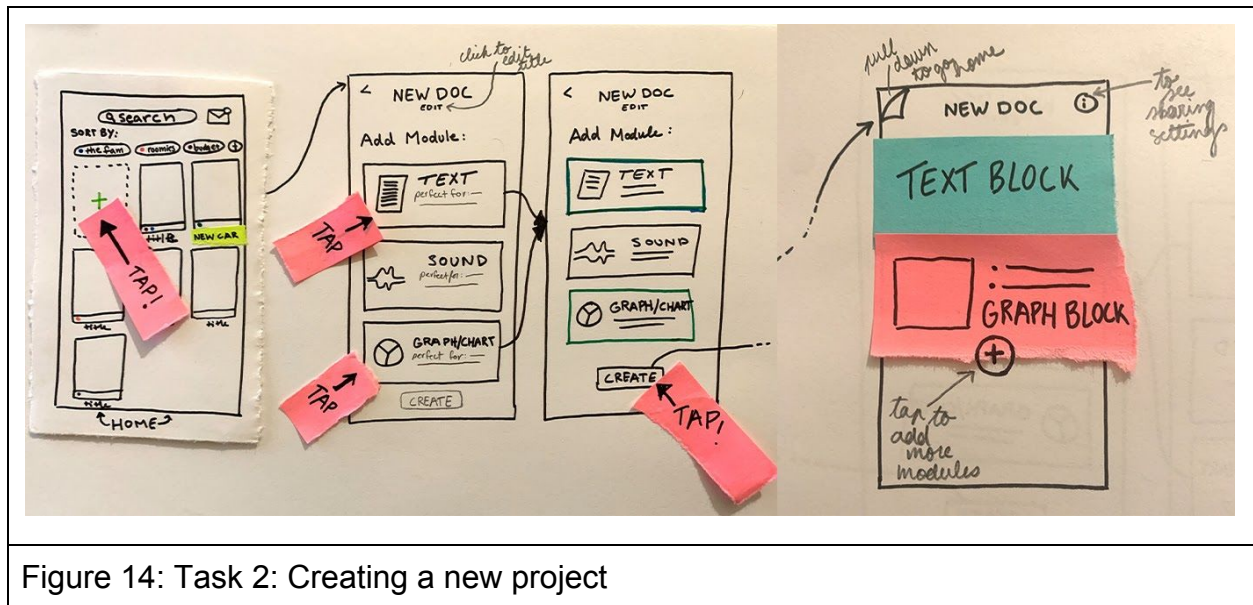 search
SORT BY:
the fam
roomies
budget
+
+
NEW CAR
TAP!
title
title
title
HOME
click to edit title
< NEW DOC
EDIT
Add Module:
TEXT
perfect for:
SOUND
perfect for:
GRAPH/CHART
perfect for:
CREATE
TAP
TAP
< NEW DOC
EDIT
Add Module:
TEXT
SOUND
GRAPH/CHART
CREATE
TAP!
pull
down
to go home
NEW DOC
i
to
see
sharing
settings
TEXT BLOCK
GRAPH BLOCK
+
tap to
add
more
modules
Figure 14: Task 2: Creating a new project